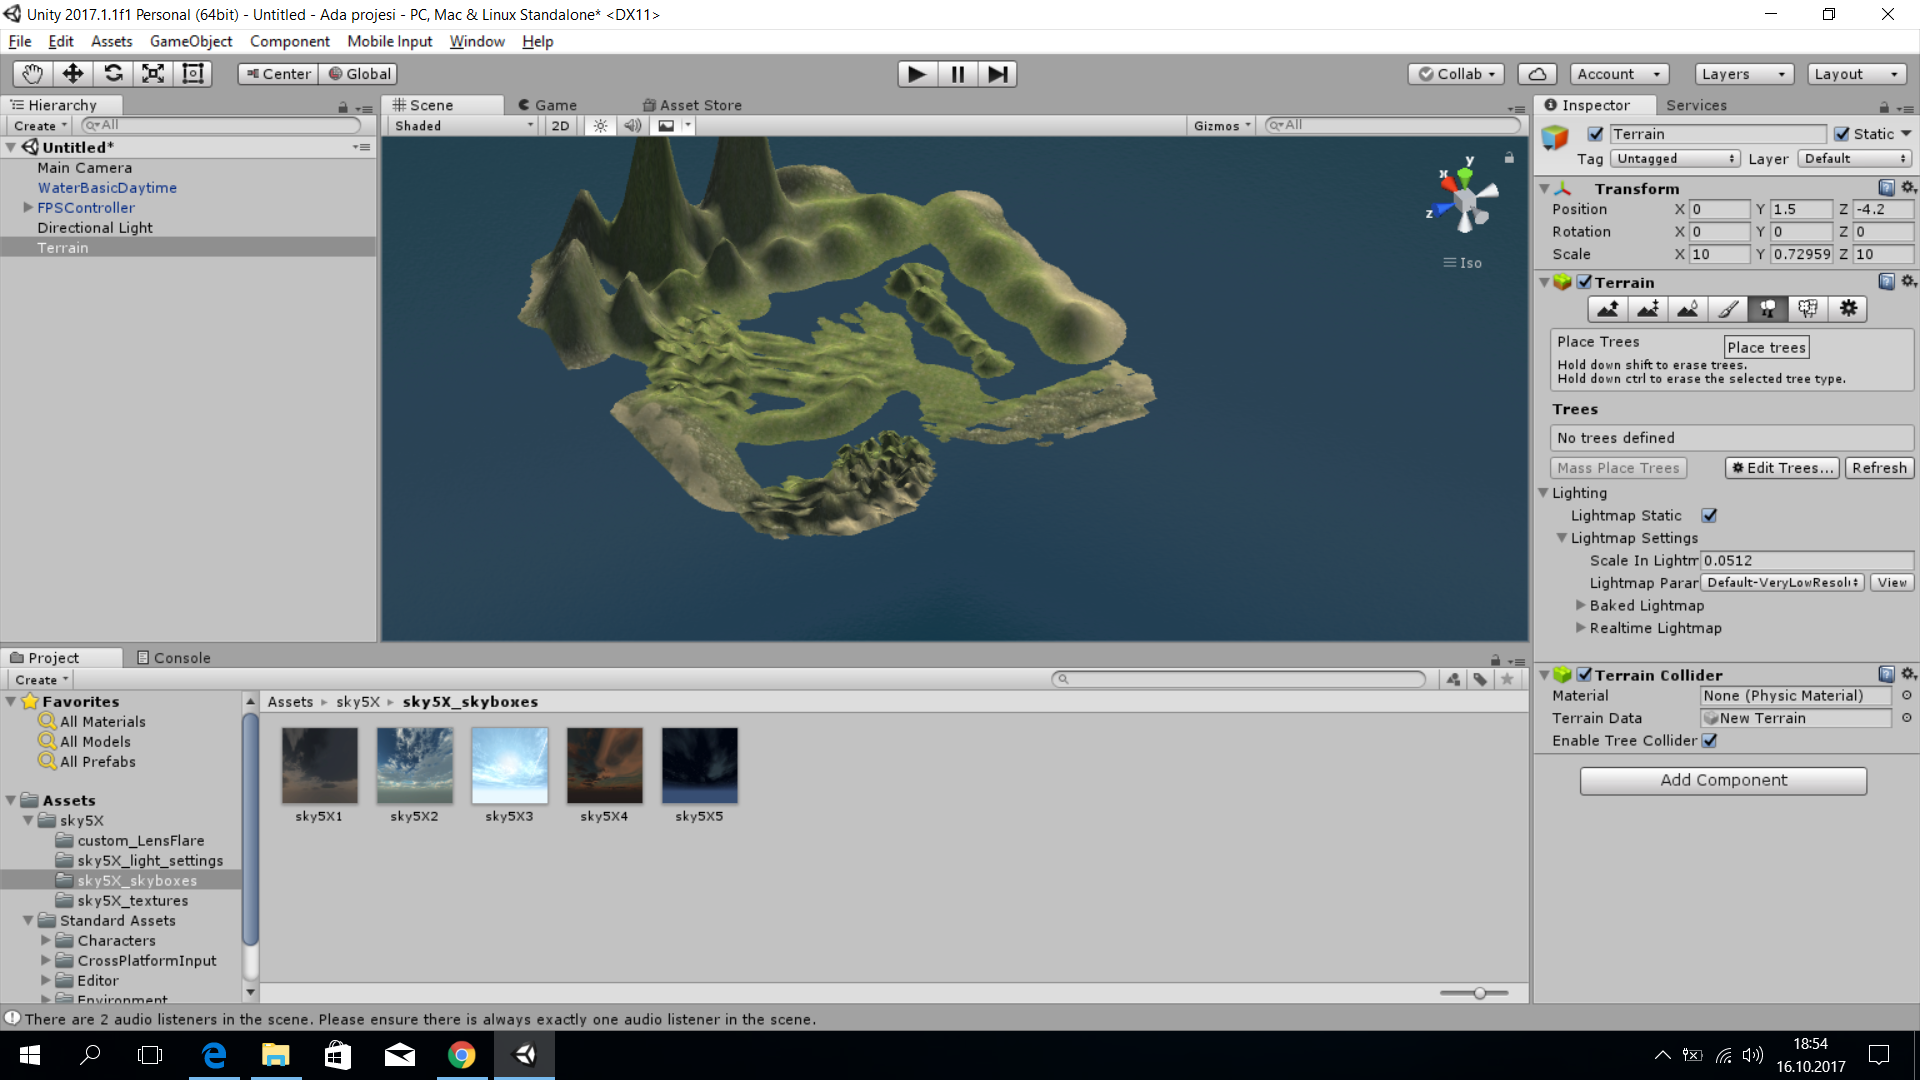 Unity 2017.1.1f1 Personal (64bit) - Untitled - Ada projesi - PC, Mac & Linux Standalone* <DX11>
File Edit Assets GameObject Component Mobile Input Window Help
Center Global Collab Account Layers Layout
Hierarchy
Create All
Untitled*
Main Camera
WaterBasicDaytime
FPSController
Directional Light
Terrain
Scene Game Asset Store
Shaded 2D Gizmos All
y
x
z
Iso
Inspector Services
Terrain Static
Tag Untagged Layer Default
Transform
Position X 0 Y 1.5 Z -4.2
Rotation X 0 Y 0 Z 0
Scale X 10 Y 0.72959 Z 10
Terrain
Place Trees
Place trees
Hold down shift to erase trees.
Hold down ctrl to erase the selected tree type.
Trees
No trees defined
Mass Place Trees Edit Trees... Refresh
Lighting
Lightmap Static
Lightmap Settings
Scale In Lightm 0.0512
Lightmap Parar Default-VeryLowResolu View
Baked Lightmap
Realtime Lightmap
Terrain Collider
Material None (Physic Material)
Terrain Data New Terrain
Enable Tree Collider
Add Component
Project Console
Create
Favorites
All Materials
All Models
All Prefabs
Assets
sky5X
custom_LensFlare
sky5X_light_settings
sky5X_skyboxes
sky5X_textures
Standard Assets
Characters
CrossPlatformInput
Editor
Environment
Assets sky5X sky5X_skyboxes
sky5X1 sky5X2 sky5X3 sky5X4 sky5X5
There are 2 audio listeners in the scene. Please ensure there is always exactly one audio listener in the scene.
18:54
16.10.2017